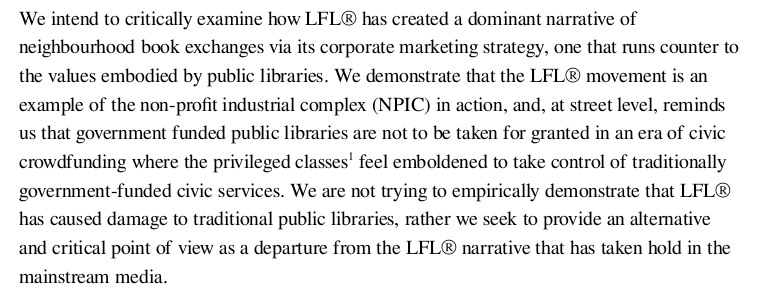 We intend to critically examine how LFL® has created a dominant narrative of
neighbourhood book exchanges via its corporate marketing strategy, one that runs counter to
the values embodied by public libraries. We demonstrate that the LFL® movement is an
example of the non-profit industrial complex (NPIC) in action, and, at street level, reminds
us that government funded public libraries are not to be taken for granted in an era of civic
crowdfunding where the privileged classes¹ feel emboldened to take control of traditionally
government-funded civic services. We are not trying to empirically demonstrate that LFL®
has caused damage to traditional public libraries, rather we seek to provide an alternative
and critical point of view as a departure from the LFL® narrative that has taken hold in the
mainstream media.